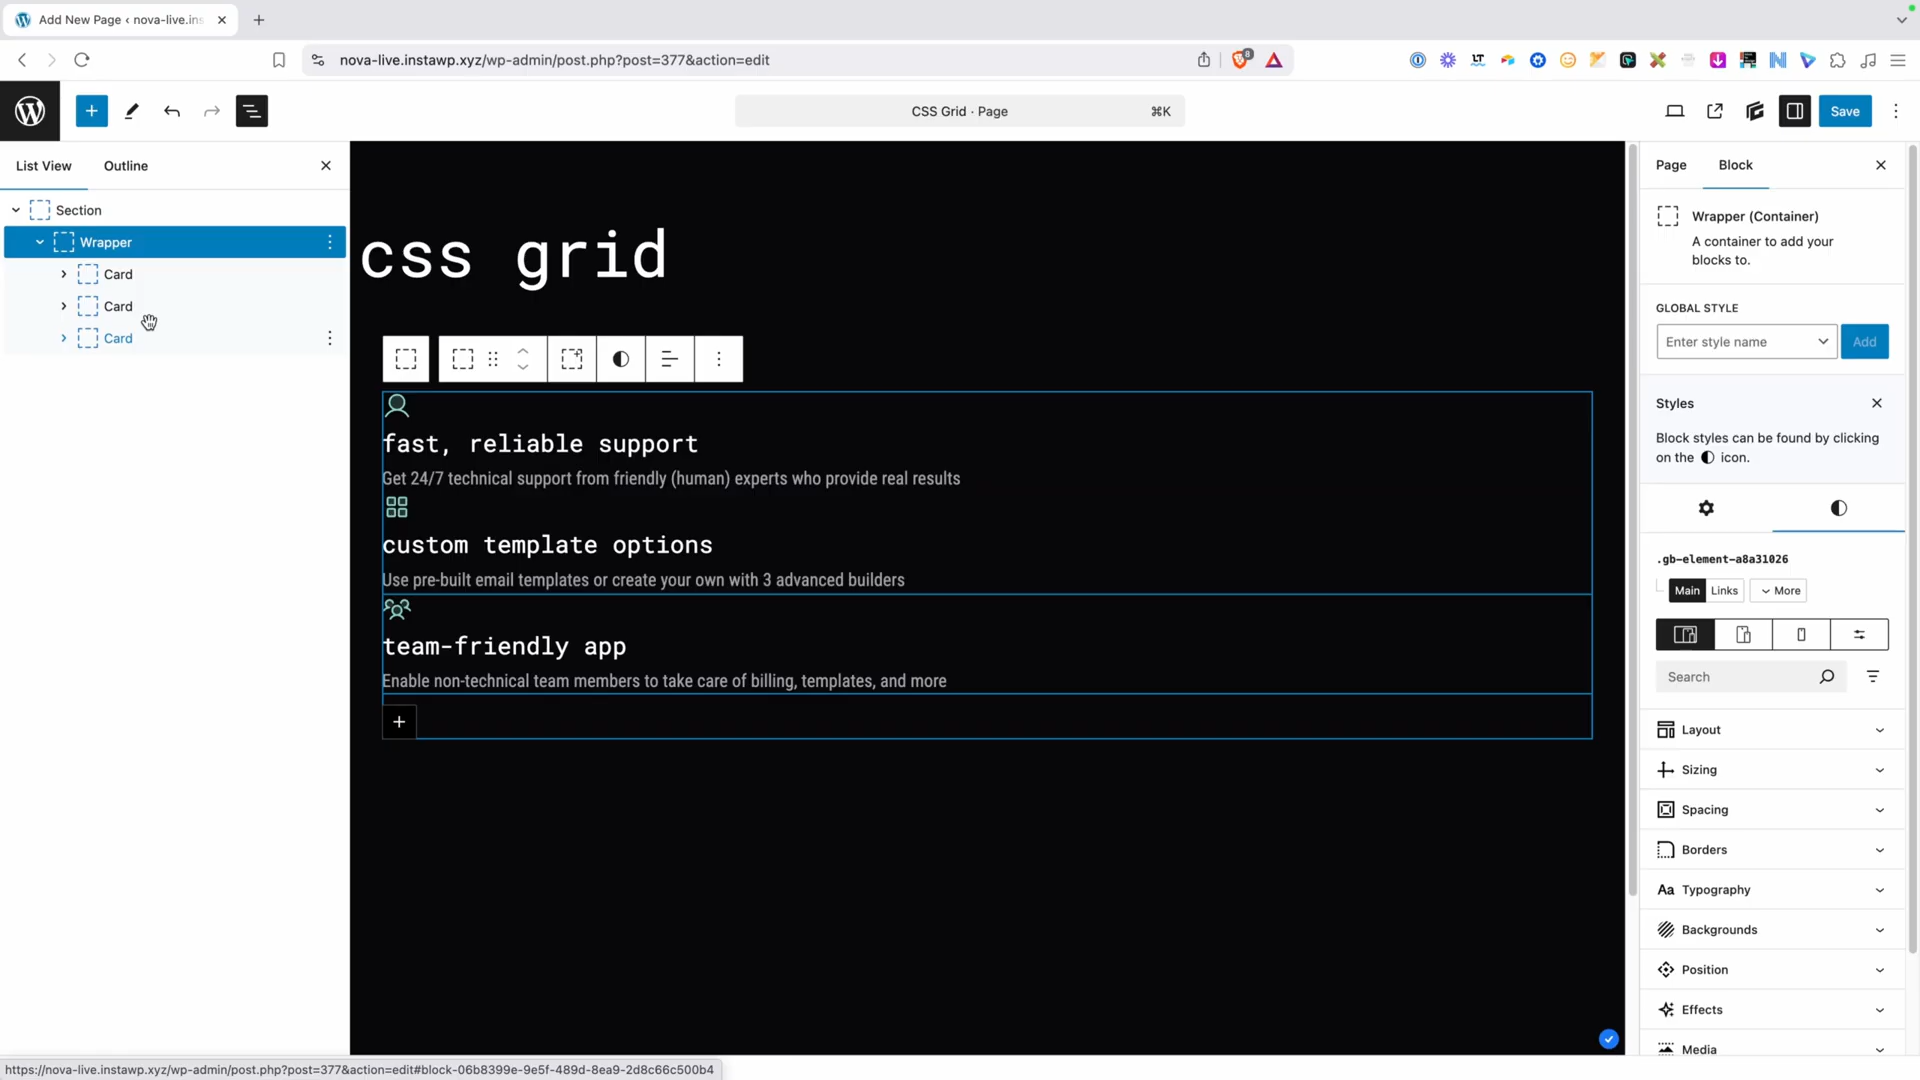 Add New Page ‹ nova-live.ins
nova-live.instawp.xyz/wp-admin/post.php?post=377&action=edit
8
LT
CSS Grid · Page
⌘K
Save
List View
Outline
Section
Wrapper
Card
Card
Card
css grid
fast, reliable support
Get 24/7 technical support from friendly (human) experts who provide real results
custom template options
Use pre-built email templates or create your own with 3 advanced builders
team-friendly app
Enable non-technical team members to take care of billing, templates, and more
Page
Block
Wrapper (Container)
A container to add your
blocks to.
GLOBAL STYLE
Enter style name
Add
Styles
Block styles can be found by clicking
on the icon.
.gb-element-a8a31026
Main
Links
More
Search
Layout
Sizing
Spacing
Borders
Aa Typography
Backgrounds
Position
Effects
Media
https://nova-live.instawp.xyz/wp-admin/post.php?post=377&action=edit#block-06b8399e-9e5f-489d-8ea9-2d8c66c500b4